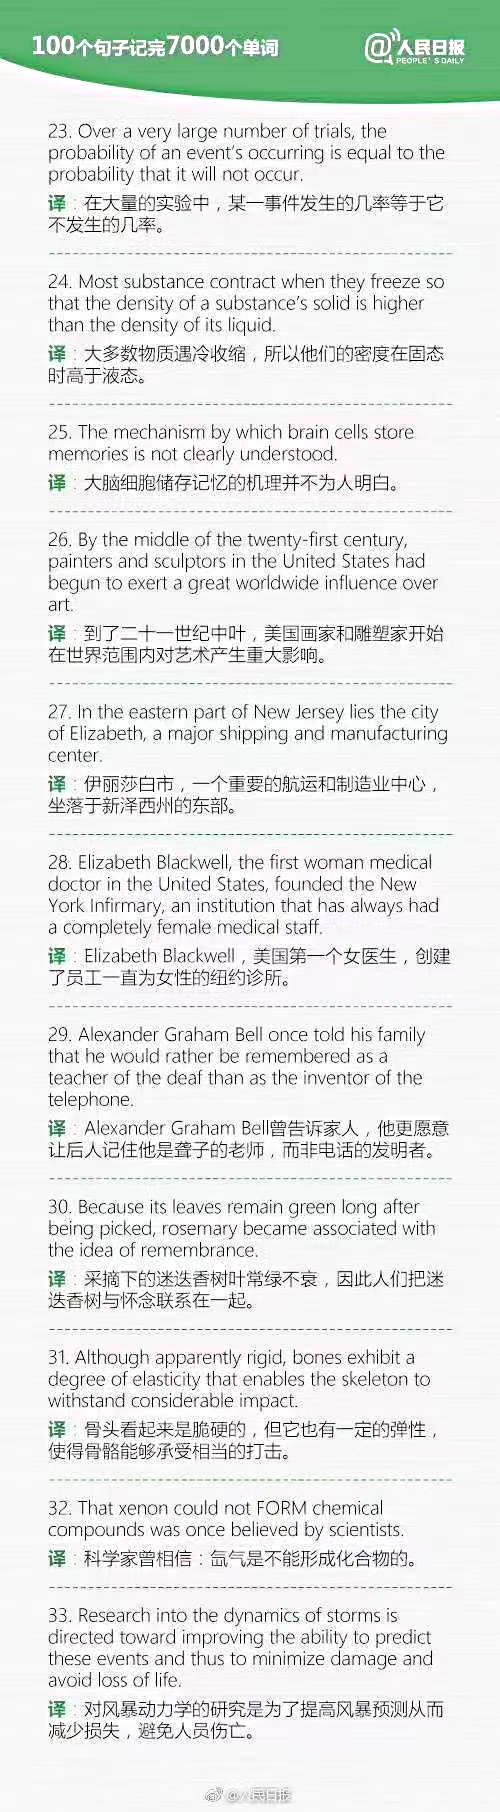 100个句子记完7000个单词
@人民日报
PEOPLE'S DAILY
23. Over a very large number of trials, the
probability of an event's occurring is equal to the
probability that it will not occur.
译：在大量的实验中，某一事件发生的几率等于它
不发生的几率。
24. Most substance contract when they freeze so
that the density of a substance's solid is higher
than the density of its liquid.
译：大多数物质遇冷收缩，所以他们的密度在固态
时高于液态。
25. The mechanism by which brain cells store
memories is not clearly understood.
译：大脑细胞储存记忆的机理并不为人明白。
26. By the middle of the twenty-first century,
painters and sculptors in the United States had
begun to exert a great worldwide influence over
art.
译：到了二十一世纪中叶，美国画家和雕塑家开始
在世界范围内对艺术产生重大影响。
27. In the eastern part of New Jersey lies the city
of Elizabeth, a major shipping and manufacturing
center.
译：伊丽莎白市，一个重要的航运和制造业中心，
坐落于新泽西州的东部。
28. Elizabeth Blackwell, the first woman medical
doctor in the United States, founded the New
York Infirmary, an institution that has always had
a completely female medical staff.
译：Elizabeth Blackwell，美国第一个女医生，创建
了员工一直为女性的纽约诊所。
29. Alexander Graham Bell once told his family
that he would rather be remembered as a
teacher of the deaf than as the inventor of the
telephone.
译：Alexander Graham Bell曾告诉家人，他更愿意
让后人记住他是聋子的老师，而非电话的发明者。
30. Because its leaves remain green long after
being picked, rosemary became associated with
the idea of remembrance.
译：采摘下的迷迭香树叶常绿不衰，因此人们把迷
迭香树与怀念联系在一起。
31. Although apparently rigid, bones exhibit a
degree of elasticity that enables the skeleton to
withstand considerable impact.
译：骨头看起来是脆硬的，但它也有一定的弹性，
使得骨骼能够承受相当的打击。
32. That xenon could not FORM chemical
compounds was once believed by scientists.
译：科学家曾相信：氙气是不能形成化合物的。
33. Research into the dynamics of storms is
directed toward improving the ability to predict
these events and thus to minimize damage and
avoid loss of life.
译：对风暴动力学的研究是为了提高风暴预测从而
减少损失，避免人员伤亡。
@人民日报